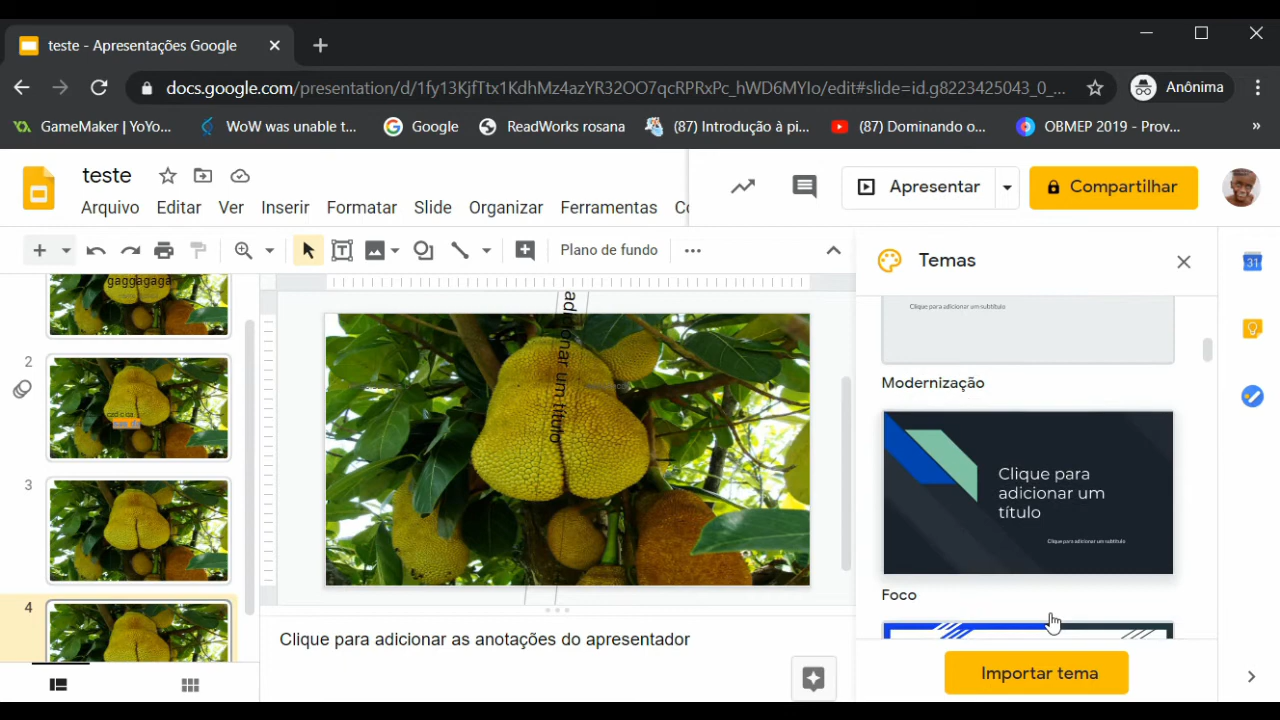 teste - Apresentações Google
docs.google.com/presentation/d/1fy13KjfTtx1KdhMz4azYR32OO7qcRPRxPc_hWD6MYIo/edit#slide=id.g8223425043_0_...
Anônima
GameMaker | YoYo...
WoW was unable t...
Google
ReadWorks rosana
(87) Introdução à pi...
(87) Dominando o...
OBMEP 2019 - Prov...
»
teste
Apresentar
Compartilhar
Arquivo Editar Ver Inserir Formatar Slide Organizar Ferramentas
Plano de fundo
Temas
31
gaggagaga
2
3
4
adicionar um título
Clique para adicionar um subtítulo
Modernização
Clique para
adicionar um
título
Clique para adicionar um subtítulo
Foco
Clique para adicionar as anotações do apresentador
Importar tema